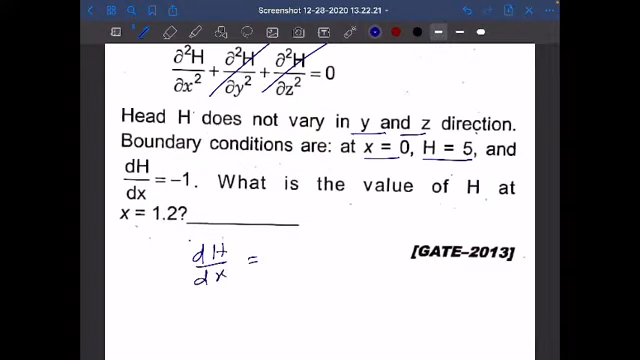 Screenshot 12-28-2020 13.22.21
∂²H/∂x² + ∂²H/∂y² + ∂²H/∂z² = 0
Head H does not vary in y and z direction.
Boundary conditions are: at x = 0, H = 5, and
dH/dx = –1. What is the value of H at
x = 1.2?____________
[GATE–2013]
dH/dx =